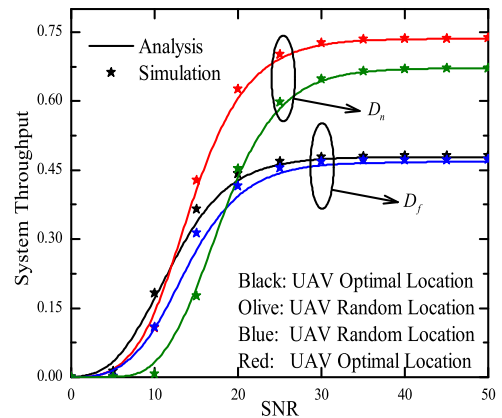 0.75
0.60
0.45
0.30
0.15
0.00
System Throughput
Analysis
Simulation
Dn
Df
Black: UAV Optimal Location
Olive: UAV Random Location
Blue: UAV Random Location
Red: UAV Optimal Location
0 10 20 30 40 50
SNR